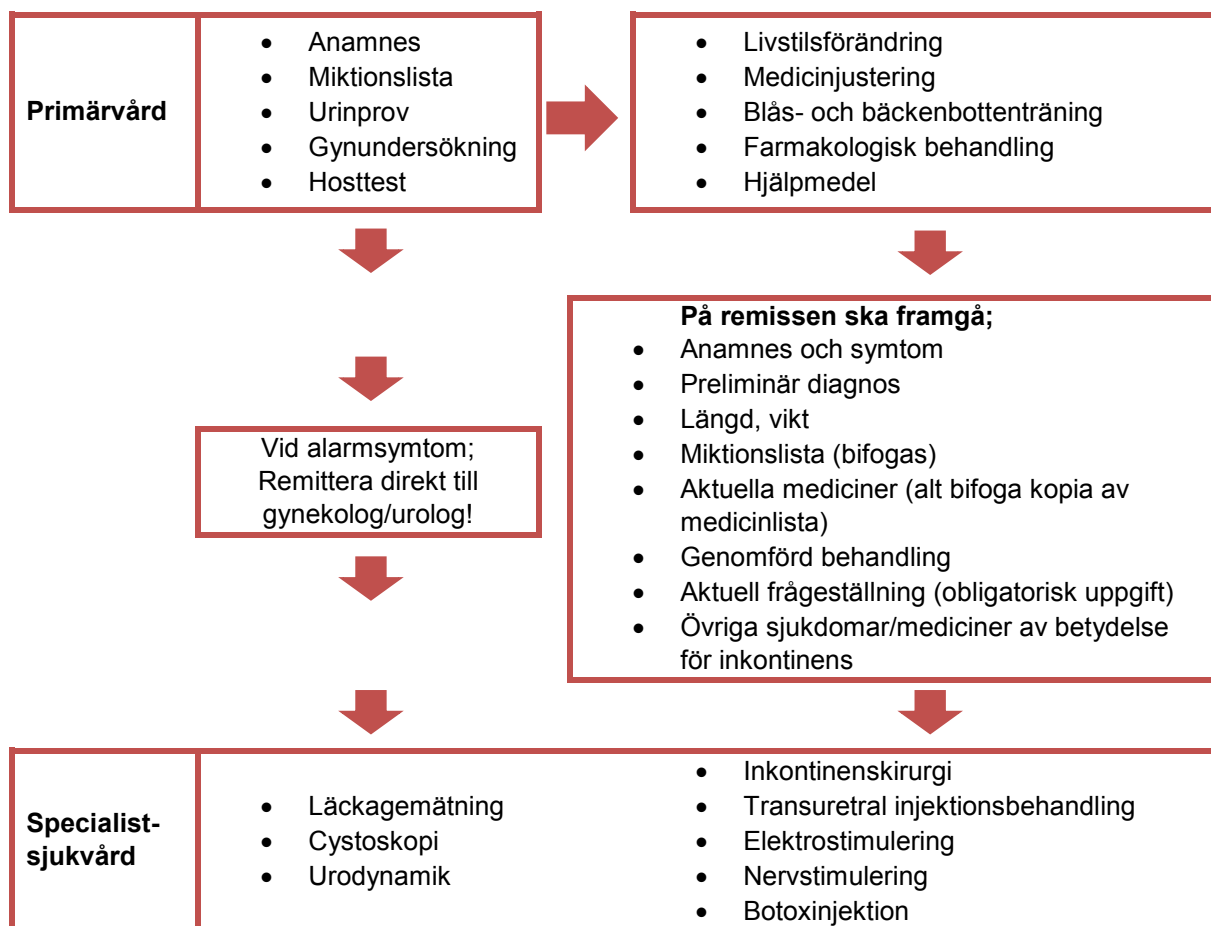 Primärvård
• Anamnes
• Miktionslista
• Urinprov
• Gynundersökning
• Hosttest
• Livstilsförändring
• Medicinjustering
• Blås- och bäckenbottenträning
• Farmakologisk behandling
• Hjälpmedel
Vid alarmsymtom;
Remittera direkt till
gynekolog/urolog!
På remissen ska framgå;
• Anamnes och symtom
• Preliminär diagnos
• Längd, vikt
• Miktionslista (bifogas)
• Aktuella mediciner (alt bifoga kopia av
medicinlista)
• Genomförd behandling
• Aktuell frågeställning (obligatorisk uppgift)
• Övriga sjukdomar/mediciner av betydelse
för inkontinens
Specialist-
sjukvård
• Läckagemätning
• Cystoskopi
• Urodynamik
• Inkontinenskirurgi
• Transuretral injektionsbehandling
• Elektrostimulering
• Nervstimulering
• Botoxinjektion